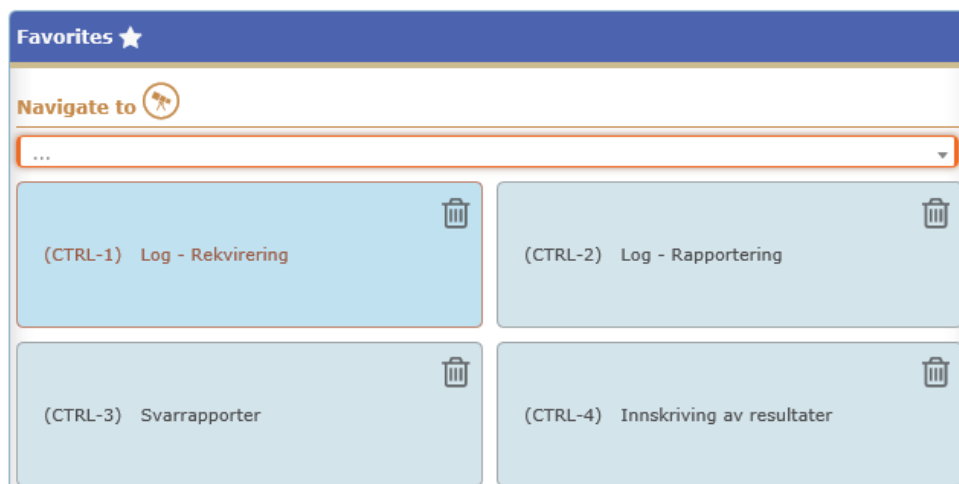 Favorites
Navigate to
...
(CTRL-1) Log - Rekvirering
(CTRL-2) Log - Rapportering
(CTRL-3) Svarrapporter
(CTRL-4) Innskriving av resultater